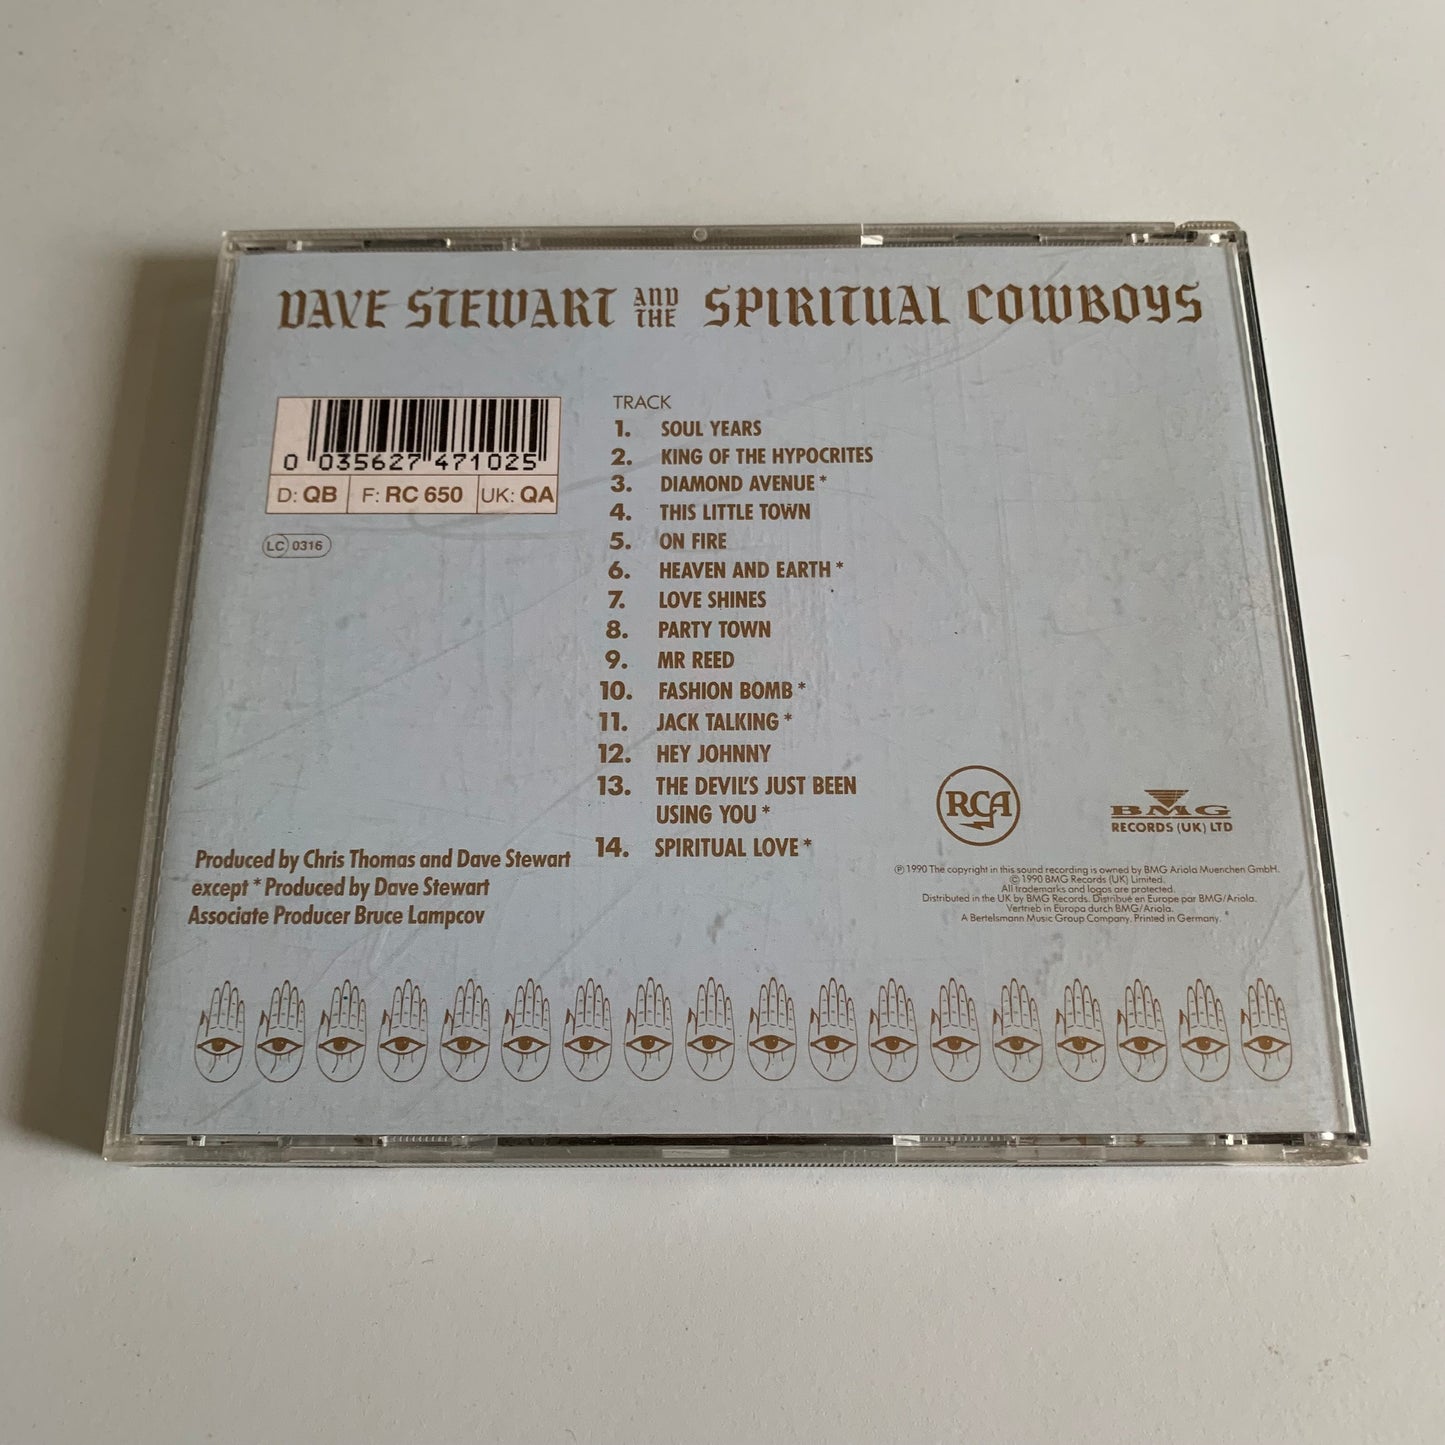 DAVE STEWART AND THE SPIRITUAL COWBOYS
0 035627 471025
D: QB F: RC 650 UK: QA
LC 0316
TRACK
1. SOUL YEARS
2. KING OF THE HYPOCRITES
3. DIAMOND AVENUE *
4. THIS LITTLE TOWN
5. ON FIRE
6. HEAVEN AND EARTH *
7. LOVE SHINES
8. PARTY TOWN
9. MR REED
10. FASHION BOMB *
11. JACK TALKING *
12. HEY JOHNNY
13. THE DEVIL'S JUST BEEN
USING YOU *
14. SPIRITUAL LOVE *
Produced by Chris Thomas and Dave Stewart
except * Produced by Dave Stewart
Associate Producer Bruce Lampcov
RCA
BMG
RECORDS (UK) LTD
℗ 1990 The copyright in this sound recording is owned by BMG Ariola Muenchen GmbH.
© 1990 BMG Records (UK) Limited.
All trademarks and logos are protected.
Distributed in the UK by BMG Records. Distribué en Europe par BMG/Ariola.
Vertrieb in Europa durch BMG/Ariola.
A Bertelsmann Music Group Company. Printed in Germany.